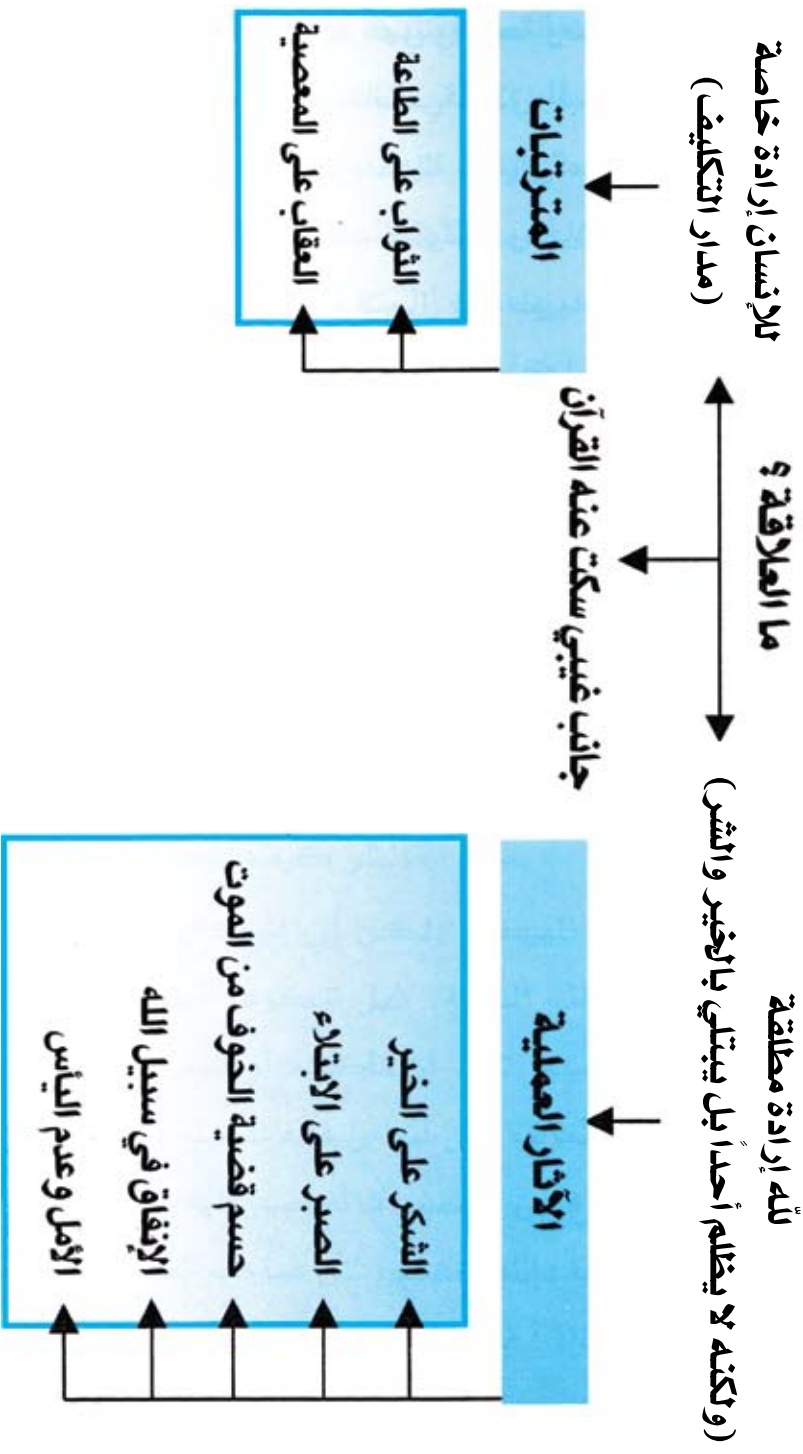 لله إرادة مطلقة
(ولكنه لا يظلم أحداً بل يبتلي بالخير والشر)
ما العلاقة ؟
للإنسان إرادة خاصة
(مدار التكليف)
جانب غيبي سكت عنه القرآن
الآثار العملية
الشكر على الخير
الصبر على الابتلاء
حسم قضية الخوف من الموت
الإنفاق في سبيل الله
الأمل وعدم اليأس
المترتبات
الثواب على الطاعة
العقاب على المعصية